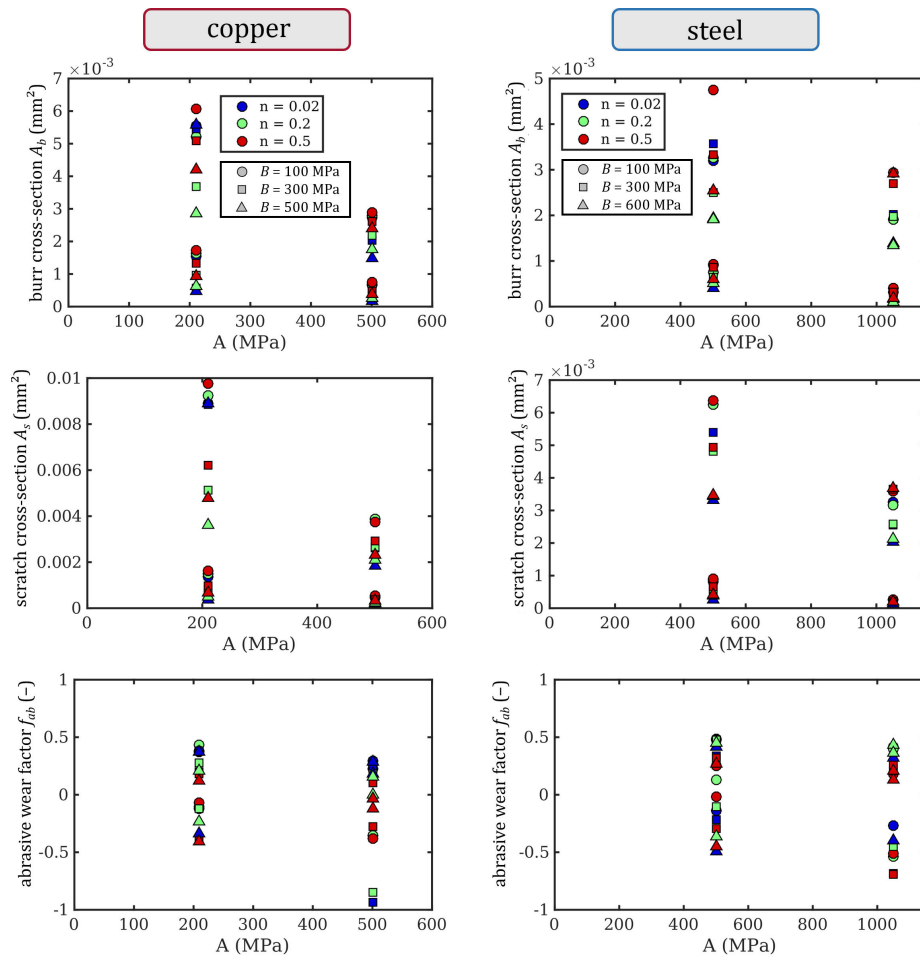 copper
steel
×10⁻³
7
6
5
4
3
2
1
0
burr cross-section A_b (mm²)
n = 0.02
n = 0.2
n = 0.5
B = 100 MPa
B = 300 MPa
B = 500 MPa
0 100 200 300 400 500 600
A (MPa)
×10⁻³
5
4
3
2
1
0
burr cross-section A_b (mm²)
n = 0.02
n = 0.2
n = 0.5
B = 100 MPa
B = 300 MPa
B = 600 MPa
0 200 400 600 800 1000
A (MPa)
0.01
0.008
0.006
0.004
0.002
0
scratch cross-section A_s (mm²)
0 200 400 600
A (MPa)
×10⁻³
7
6
5
4
3
2
1
0
scratch cross-section A_s (mm²)
0 200 400 600 800 1000
A (MPa)
1
0.5
0
-0.5
-1
abrasive wear factor f_ab (–)
0 100 200 300 400 500 600
A (MPa)
1
0.5
0
-0.5
-1
abrasive wear factor f_ab (–)
0 200 400 600 800 1000
A (MPa)